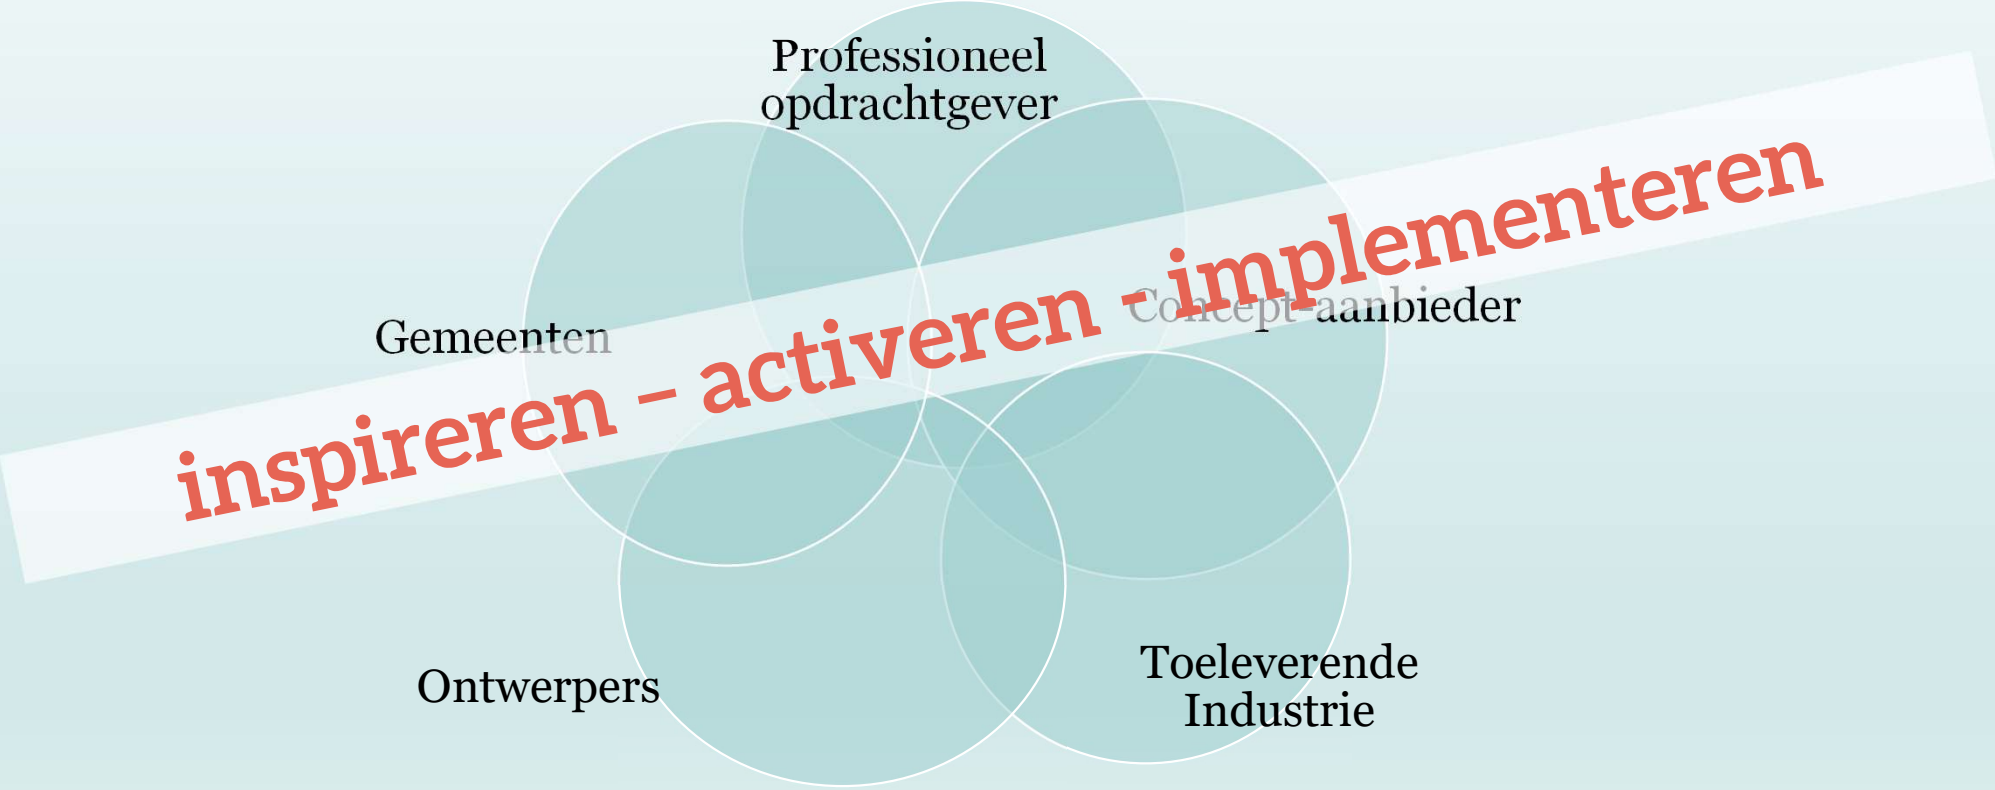 Professioneel
opdrachtgever
Gemeenten
Concept-aanbieder
inspireren – activeren - implementeren
Ontwerpers
Toeleverende
Industrie